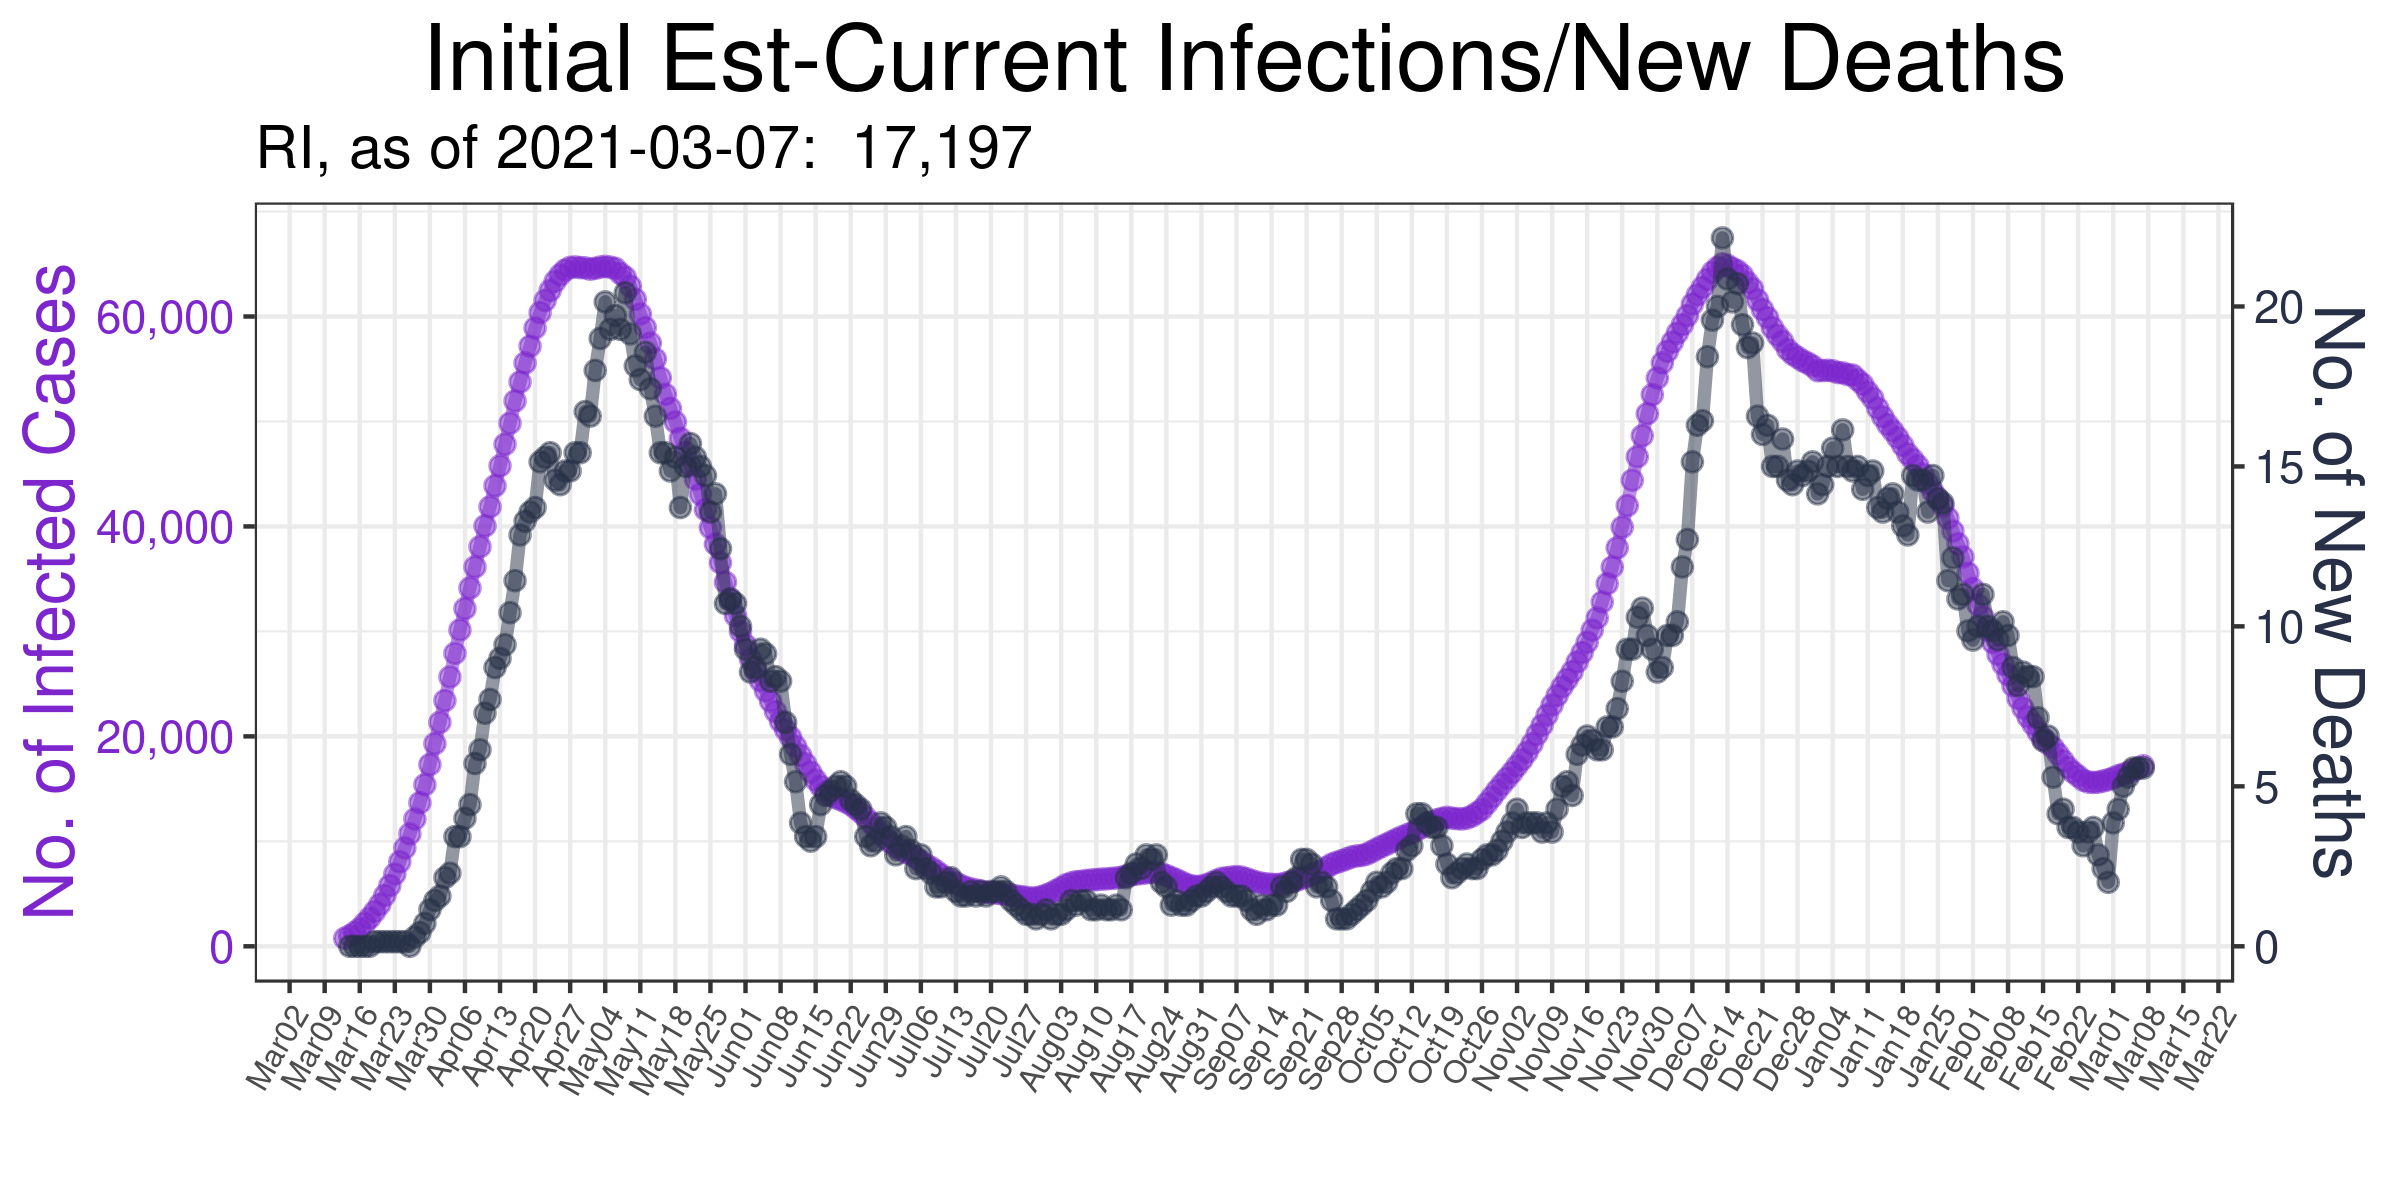 Initial Est-Current Infections/New Deaths
RI, as of 2021-03-07:  17,197
No. of Infected Cases
60,000
40,000
20,000
0
20
15
10
5
0
No. of New Deaths
Mar02
Mar09
Mar16
Mar23
Mar30
Apr06
Apr13
Apr20
Apr27
May04
May11
May18
May25
Jun01
Jun08
Jun15
Jun22
Jun29
Jul06
Jul13
Jul20
Jul27
Aug03
Aug10
Aug17
Aug24
Aug31
Sep07
Sep14
Sep21
Sep28
Oct05
Oct12
Oct19
Oct26
Nov02
Nov09
Nov16
Nov23
Nov30
Dec07
Dec14
Dec21
Dec28
Jan04
Jan11
Jan18
Jan25
Feb01
Feb08
Feb15
Feb22
Mar01
Mar08
Mar15
Mar22